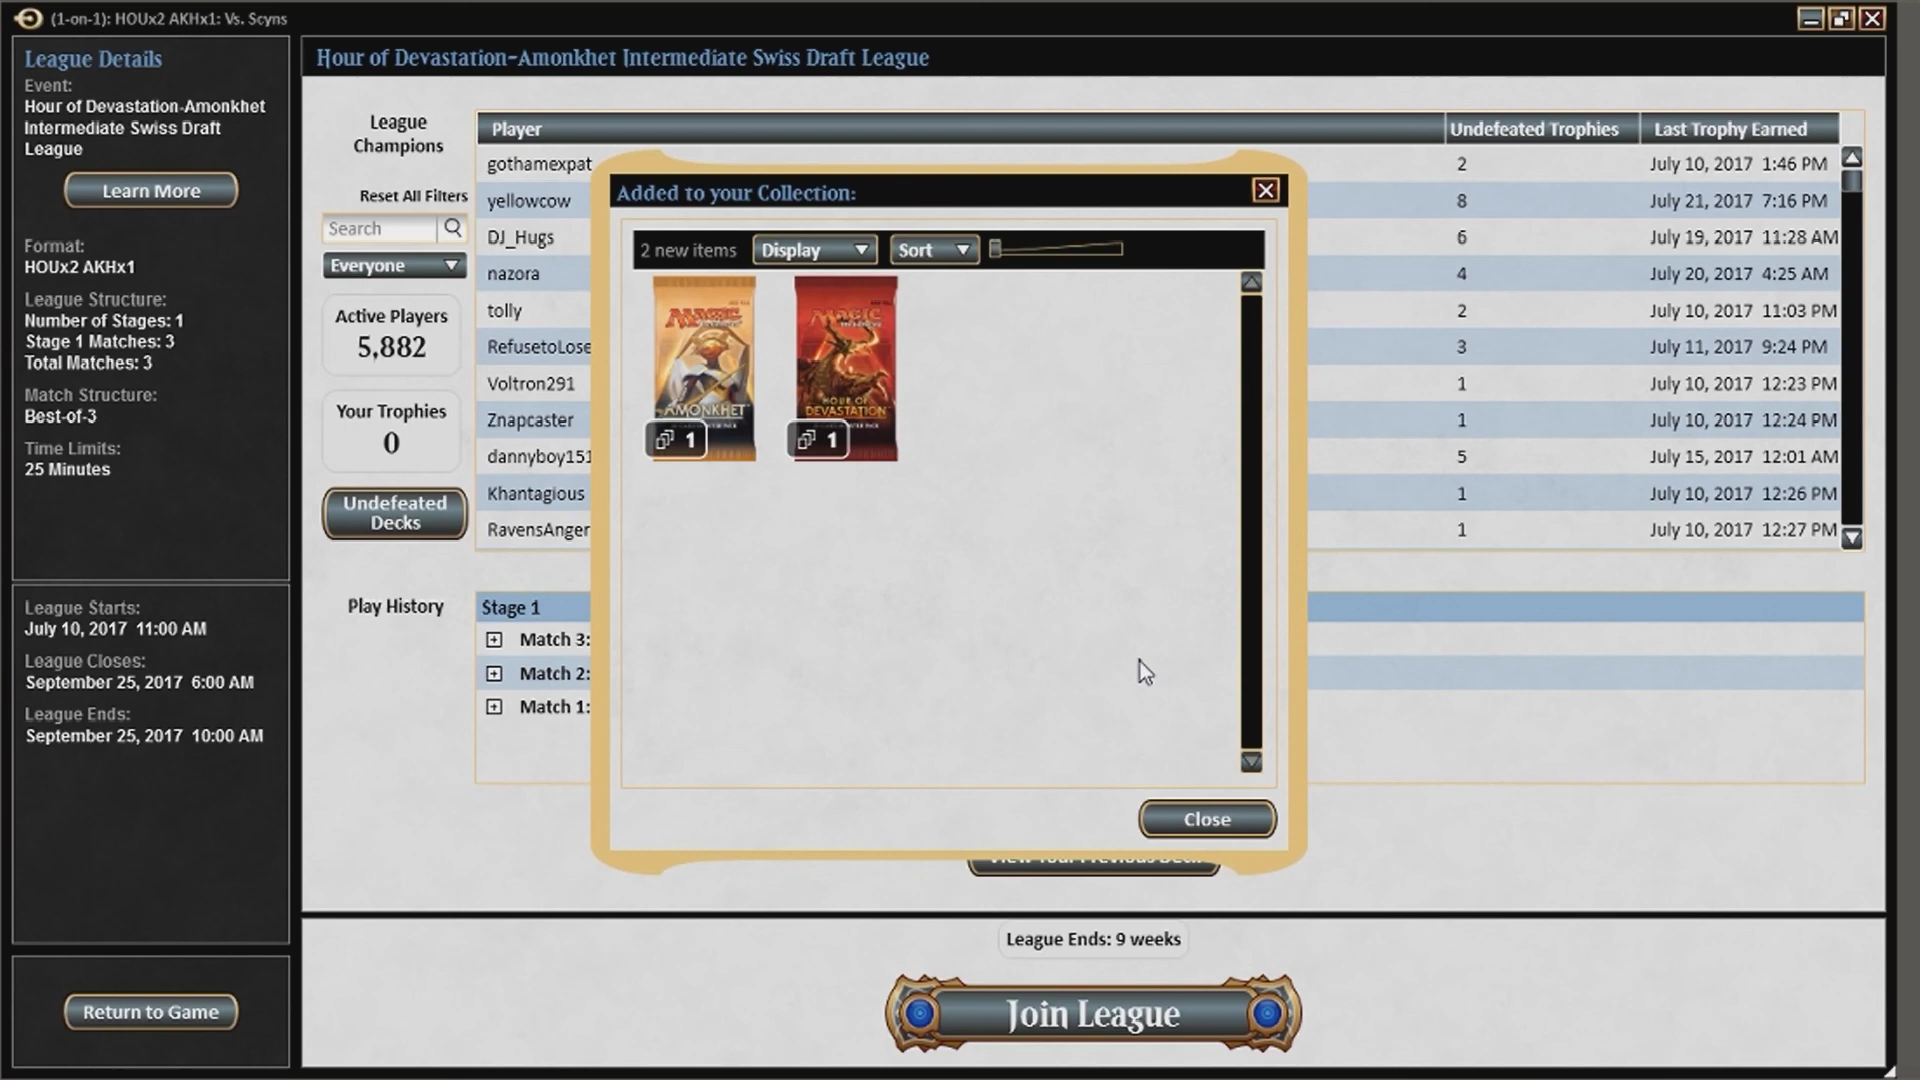 (1-on-1): HOUx2 AKHx1: Vs. Scyns
League Details
Event:
Hour of Devastation-Amonkhet
Intermediate Swiss Draft
League
Learn More
Format:
HOUx2 AKHx1
League Structure:
Number of Stages: 1
Stage 1 Matches: 3
Total Matches: 3
Match Structure:
Best-of-3
Time Limits:
25 Minutes
League Starts:
July 10, 2017 11:00 AM
League Closes:
September 25, 2017 6:00 AM
League Ends:
September 25, 2017 10:00 AM
Return to Game
Hour of Devastation-Amonkhet Intermediate Swiss Draft League
League
Champions
Reset All Filters
Search
Everyone
Active Players
5,882
Your Trophies
0
Undefeated
Decks
Player Undefeated Trophies Last Trophy Earned
gothamexpat 2 July 10, 2017 1:46 PM
yellowcow 8 July 21, 2017 7:16 PM
DJ_Hugs 6 July 19, 2017 11:28 AM
nazora 4 July 20, 2017 4:25 AM
tolly 2 July 10, 2017 11:03 PM
RefusetoLose 3 July 11, 2017 9:24 PM
Voltron291 1 July 10, 2017 12:23 PM
Znapcaster 1 July 10, 2017 12:24 PM
dannyboy151 5 July 15, 2017 12:01 AM
Khantagious 1 July 10, 2017 12:26 PM
RavensAnger 1 July 10, 2017 12:27 PM
Added to your Collection:
2 new items Display Sort
MAGIC
AMONKHET
1
MAGIC
HOUR OF
DEVASTATION
1
Close
Play History
Stage 1
Match 3:
Match 2:
Match 1:
View Your Previous Deck
League Ends: 9 weeks
Join League